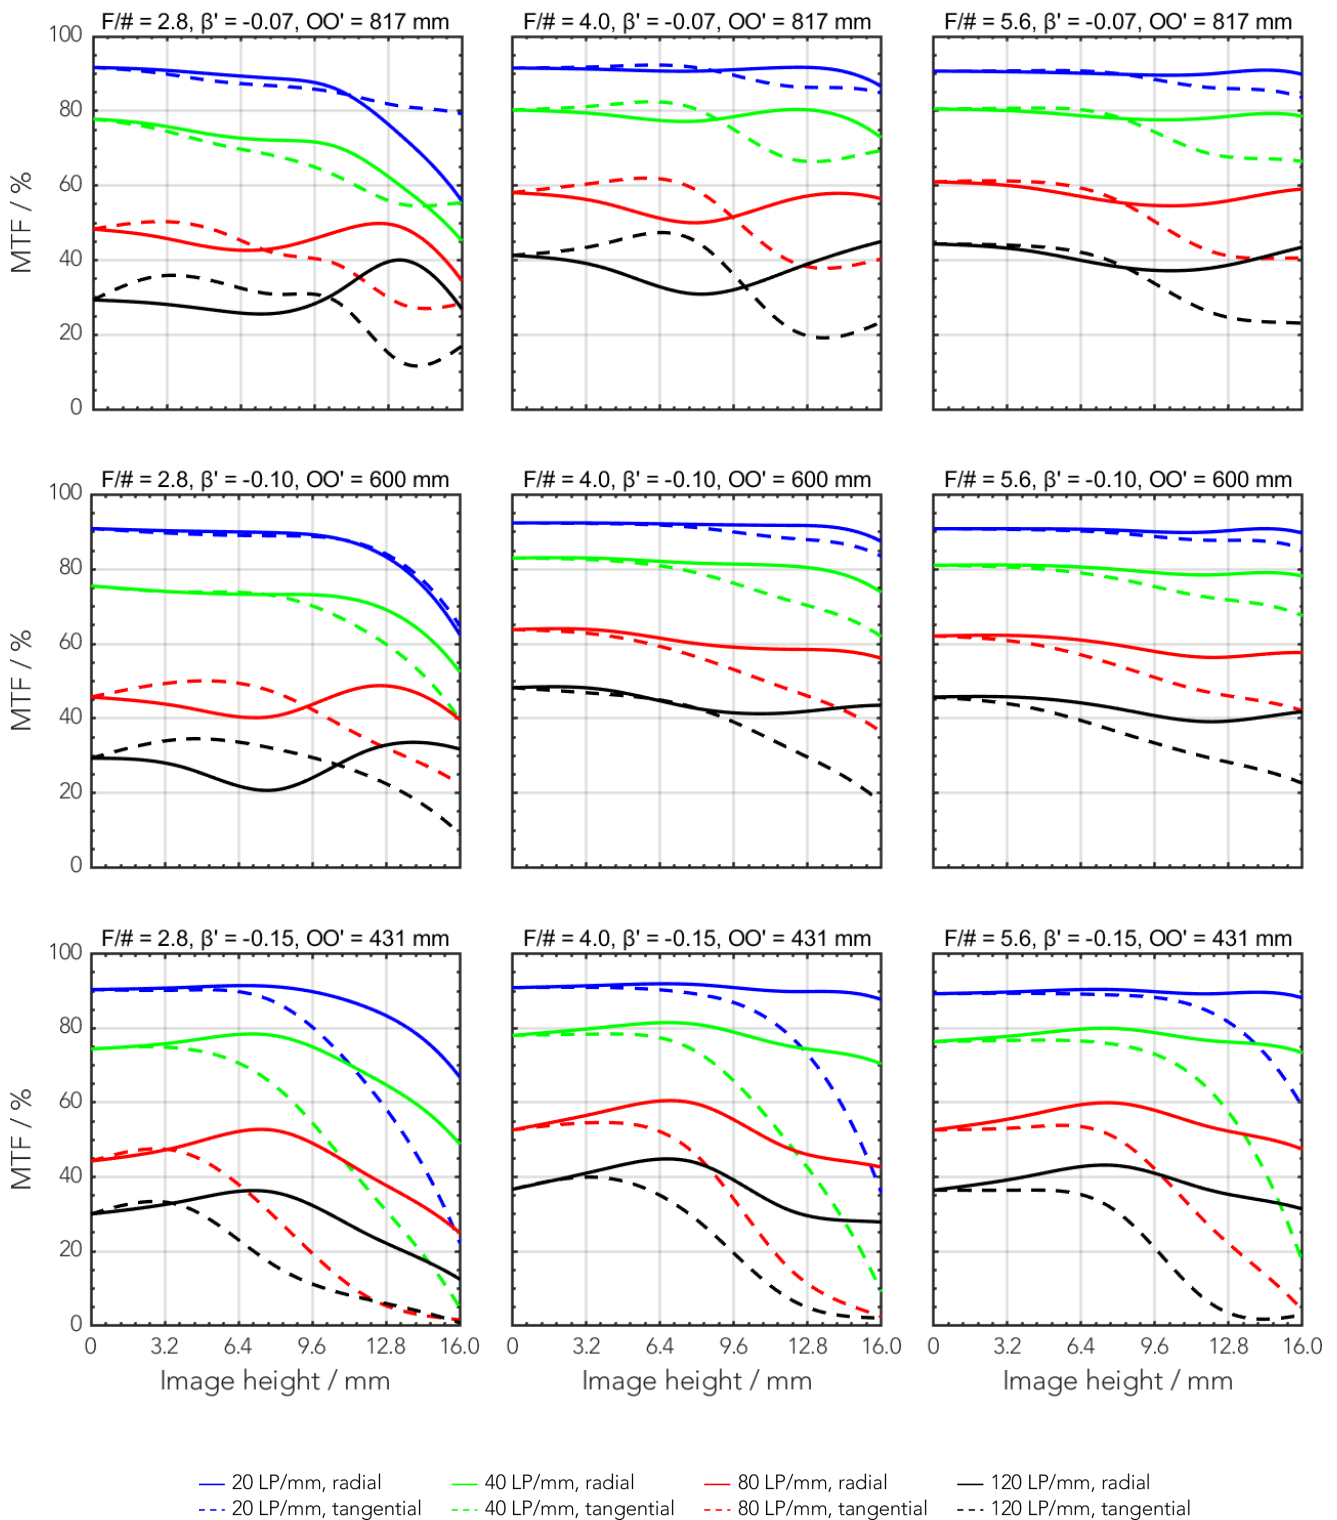 F/# = 2.8, β' = -0.07, OO' = 817 mm
F/# = 4.0, β' = -0.07, OO' = 817 mm
F/# = 5.6, β' = -0.07, OO' = 817 mm
100
80
60
40
20
0
MTF / %
F/# = 2.8, β' = -0.10, OO' = 600 mm
F/# = 4.0, β' = -0.10, OO' = 600 mm
F/# = 5.6, β' = -0.10, OO' = 600 mm
100
80
60
40
20
0
MTF / %
F/# = 2.8, β' = -0.15, OO' = 431 mm
F/# = 4.0, β' = -0.15, OO' = 431 mm
F/# = 5.6, β' = -0.15, OO' = 431 mm
100
80
60
40
20
0
MTF / %
0 3.2 6.4 9.6 12.8 16.0
0 3.2 6.4 9.6 12.8 16.0
0 3.2 6.4 9.6 12.8 16.0
Image height / mm
Image height / mm
Image height / mm
20 LP/mm, radial
40 LP/mm, radial
80 LP/mm, radial
120 LP/mm, radial
20 LP/mm, tangential
40 LP/mm, tangential
80 LP/mm, tangential
120 LP/mm, tangential